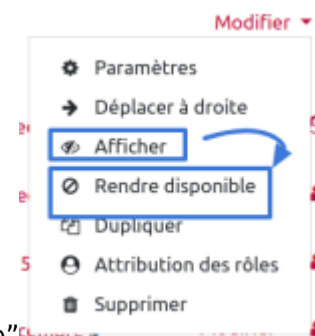 Modifier
Paramètres
Déplacer à droite
Afficher
Rendre disponible
Dupliquer
Attribution des rôles
Supprimer